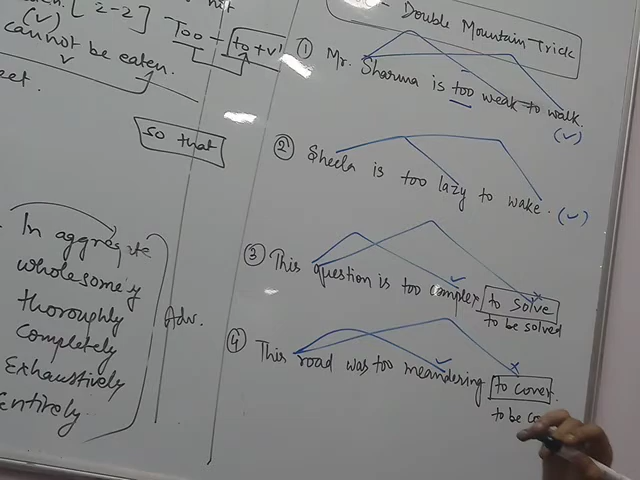 [ 2-2 ] not
(v)
cannot be eaten.
v
Too - to + v'
so that
In aggregate
wholesomely
thoroughly
completely
Exhaustively
Entirely
Adv.
- Double Mountain Trick
① Mr. Sharma is too weak to walk.
(✓)
② Sheela is too lazy to wake. (✓)
③ This question is too complex to solve
to be solved
④ This road was too meandering to cover.
to be